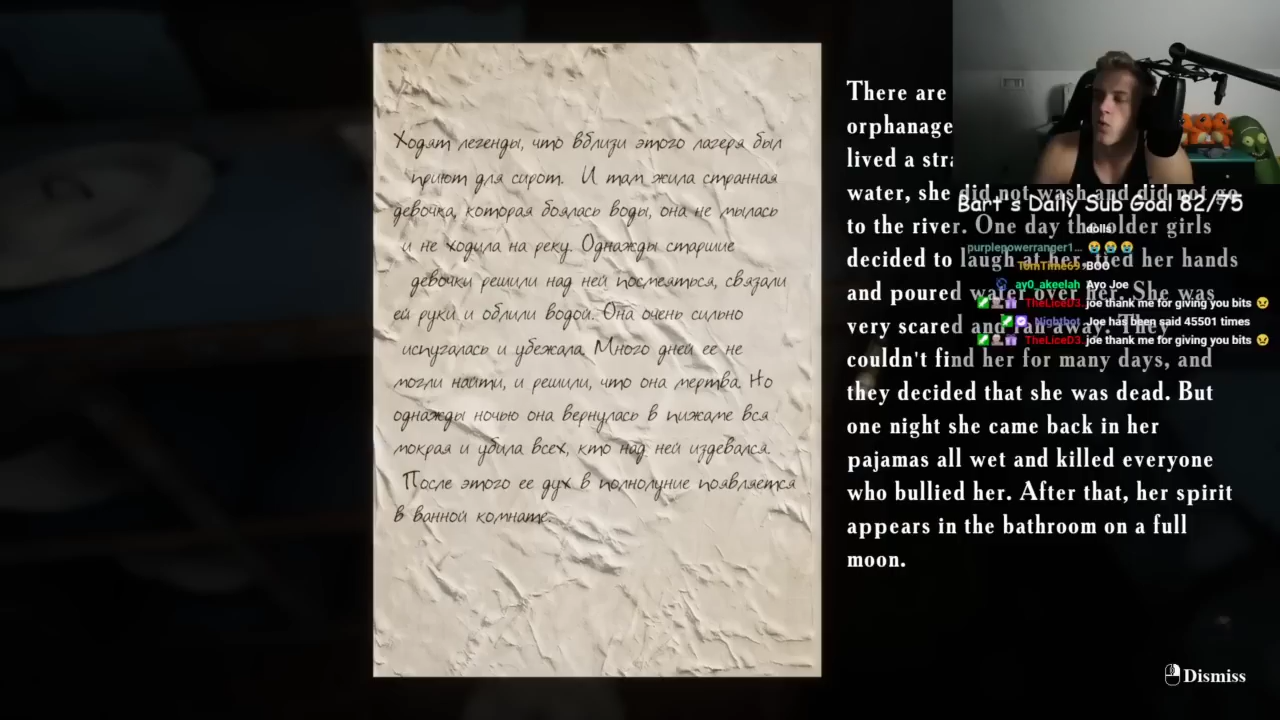 Ходят легенды, что вблизи этого лагеря был
приют для сирот. И там жила странная
девочка, которая боялась воды, она не мылась
и не ходила на реку. Однажды старшие
девочки решили над ней посмеяться, связали
ей руки и облили водой. Она очень сильно
испугалась и убежала. Много дней ее не
могли найти, и решили, что она мертва. Но
однажды ночью она вернулась в пижаме вся
мокрая и убила всех, кто над ней издевался.
После этого ее дух в полнолуние появляется
в ванной комнате.
There are
orphanage
lived a
water, she did not wash and did not go
to the river. One day the older girls
decided to laugh at her, tied her hands
and poured water over her. She was
very scared and ran away. They
couldn't find her for many days, and
they decided that she was dead. But
one night she came back in her
pajamas all wet and killed everyone
who bullied her. After that, her spirit
appears in the bathroom on a full
moon.
Bart's Daily Sub Goal 82/75
dolls
purplepowerranger1...
TomTimeo9 BOO
ay0_akeelah Ayo Joe
TheLiceD3. joe thank me for giving you bits
Nightbot. Joe has been said 45501 times
TheLiceD3. joe thank me for giving you bits
Dismiss